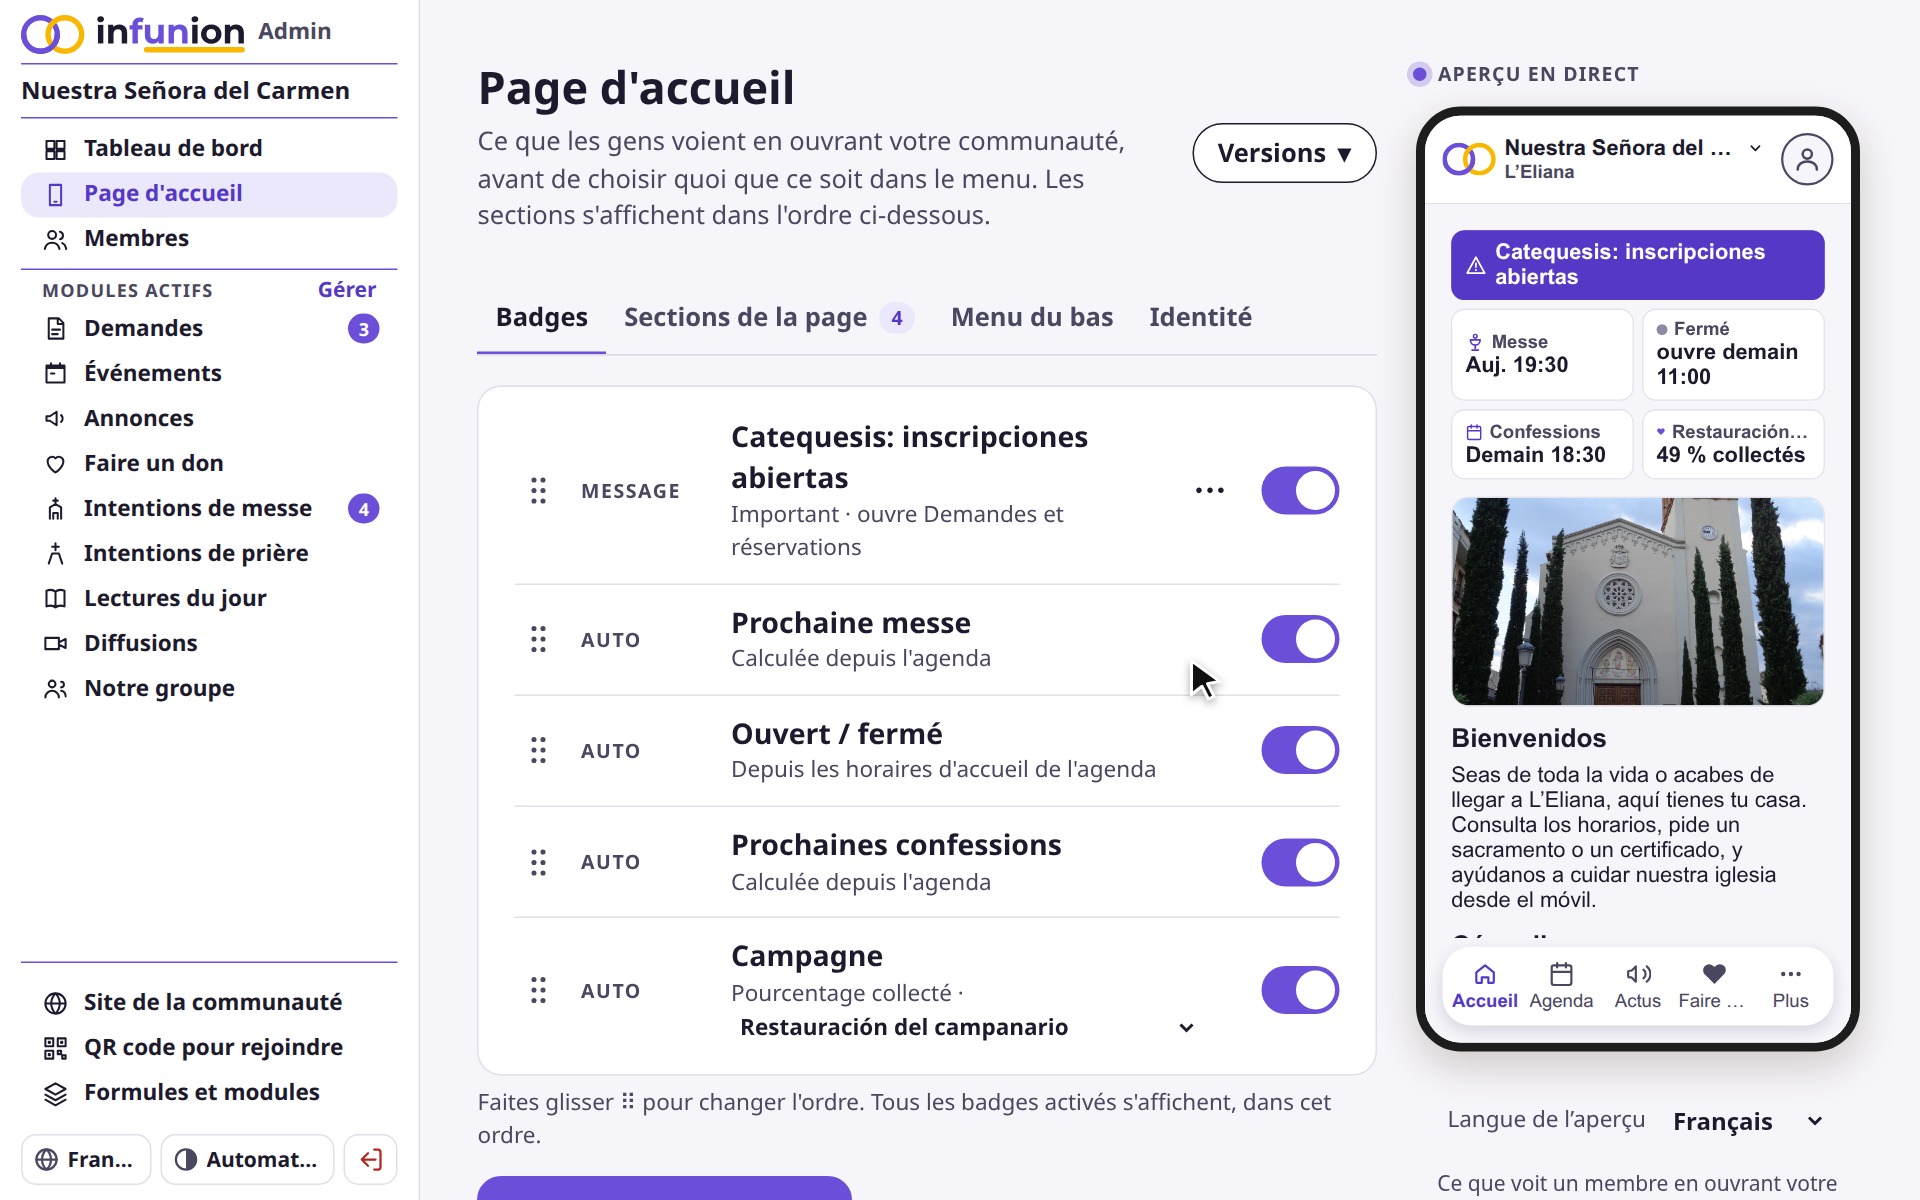 infunion Admin
Nuestra Señora del Carmen
Tableau de bord
Page d'accueil
Membres
MODULES ACTIFS Gérer
Demandes 3
Événements
Annonces
Faire un don
Intentions de messe 4
Intentions de prière
Lectures du jour
Diffusions
Notre groupe
Site de la communauté
QR code pour rejoindre
Formules et modules
Fran...
Automat...
Page d'accueil
Ce que les gens voient en ouvrant votre communauté,
avant de choisir quoi que ce soit dans le menu. Les
sections s'affichent dans l'ordre ci-dessous.
Versions ▾
Badges
Sections de la page 4
Menu du bas
Identité
MESSAGE
Catequesis: inscripciones
abiertas
Important · ouvre Demandes et
réservations
AUTO
Prochaine messe
Calculée depuis l'agenda
AUTO
Ouvert / fermé
Depuis les horaires d'accueil de l'agenda
AUTO
Prochaines confessions
Calculée depuis l'agenda
AUTO
Campagne
Pourcentage collecté ·
Restauración del campanario
Faites glisser ⠿ pour changer l'ordre. Tous les badges activés s'affichent, dans cet
ordre.
APERÇU EN DIRECT
Nuestra Señora del ...
L'Eliana
Catequesis: inscripciones
abiertas
Messe
Auj. 19:30
Fermé
ouvre demain
11:00
Confessions
Demain 18:30
Restauración...
49 % collectés
Bienvenidos
Seas de toda la vida o acabes de
llegar a L'Eliana, aquí tienes tu casa.
Consulta los horarios, pide un
sacramento o un certificado, y
ayúdanos a cuidar nuestra iglesia
desde el móvil.
Accueil
Agenda
Actus
Faire ...
Plus
Langue de l'aperçu Français
Ce que voit un membre en ouvrant votre